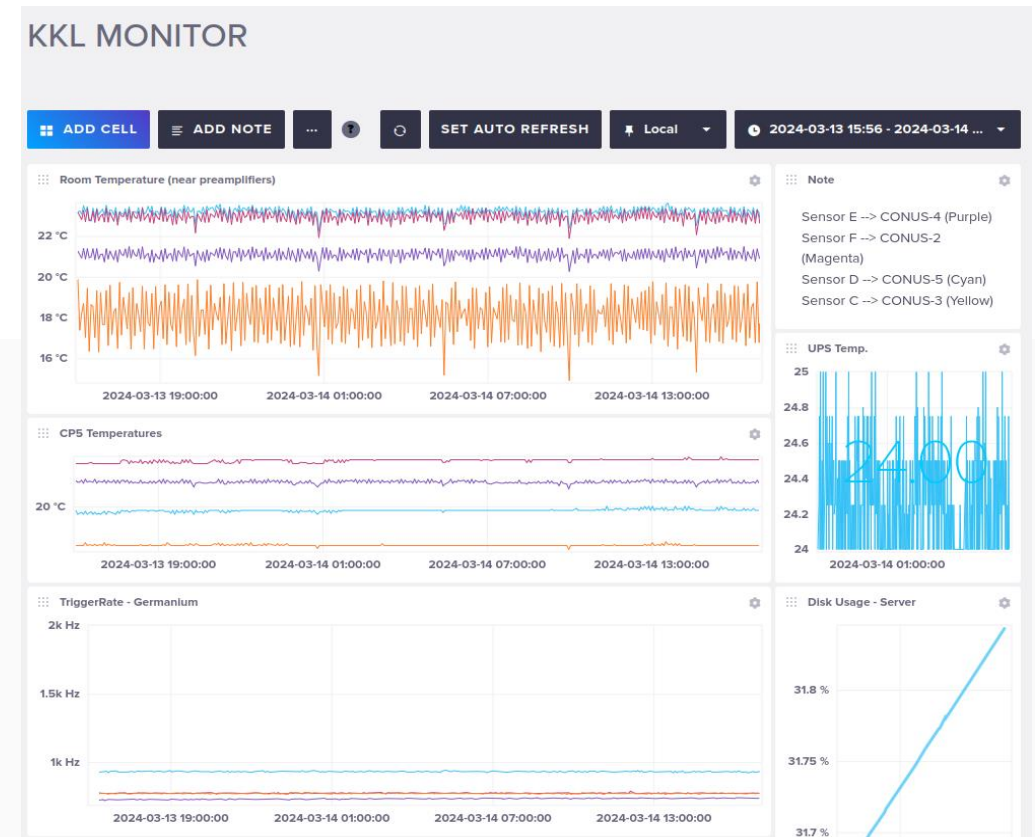 KKL MONITOR
ADD CELL
ADD NOTE
...
?
SET AUTO REFRESH
Local
2024-03-13 15:56 - 2024-03-14 ...
Room Temperature (near preamplifiers)
22 °C
20 °C
18 °C
16 °C
2024-03-13 19:00:00
2024-03-14 01:00:00
2024-03-14 07:00:00
2024-03-14 13:00:00
Note
Sensor E --> CONUS-4 (Purple)
Sensor F --> CONUS-2
(Magenta)
Sensor D --> CONUS-5 (Cyan)
Sensor C --> CONUS-3 (Yellow)
CP5 Temperatures
20 °C
2024-03-13 19:00:00
2024-03-14 01:00:00
2024-03-14 07:00:00
2024-03-14 13:00:00
UPS Temp.
25
24.8
24.6
24.4
24.2
24
24.00
2024-03-14 01:00:00
TriggerRate - Germanium
2k Hz
1.5k Hz
1k Hz
2024-03-13 19:00:00
2024-03-14 01:00:00
2024-03-14 07:00:00
2024-03-14 13:00:00
Disk Usage - Server
31.8 %
31.75 %
31.7 %